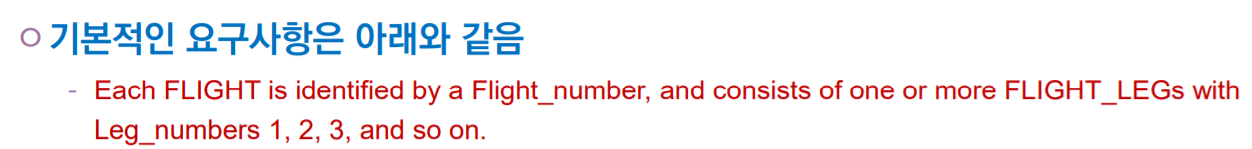 기본적인 요구사항은 아래와 같음
- Each FLIGHT is identified by a Flight_number, and consists of one or more FLIGHT_LEGs with
Leg_numbers 1, 2, 3, and so on.